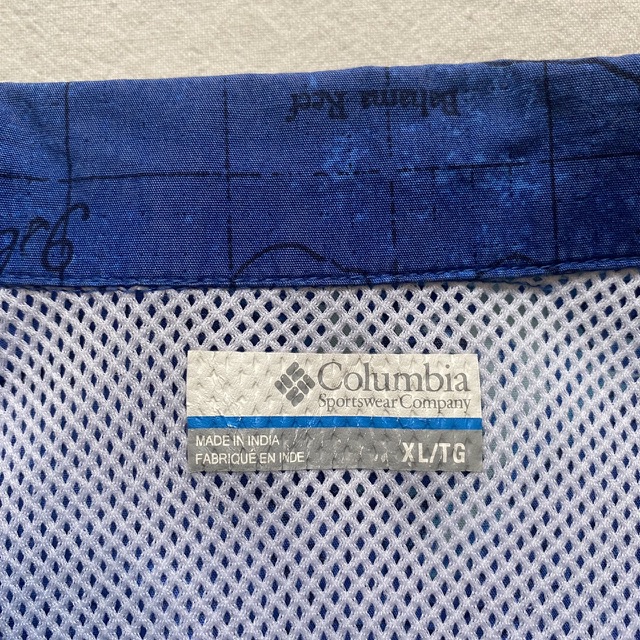 Bahama Reef
Columbia
Sportswear Company
MADE IN INDIA
FABRIQUÉ EN INDE
XL/TG